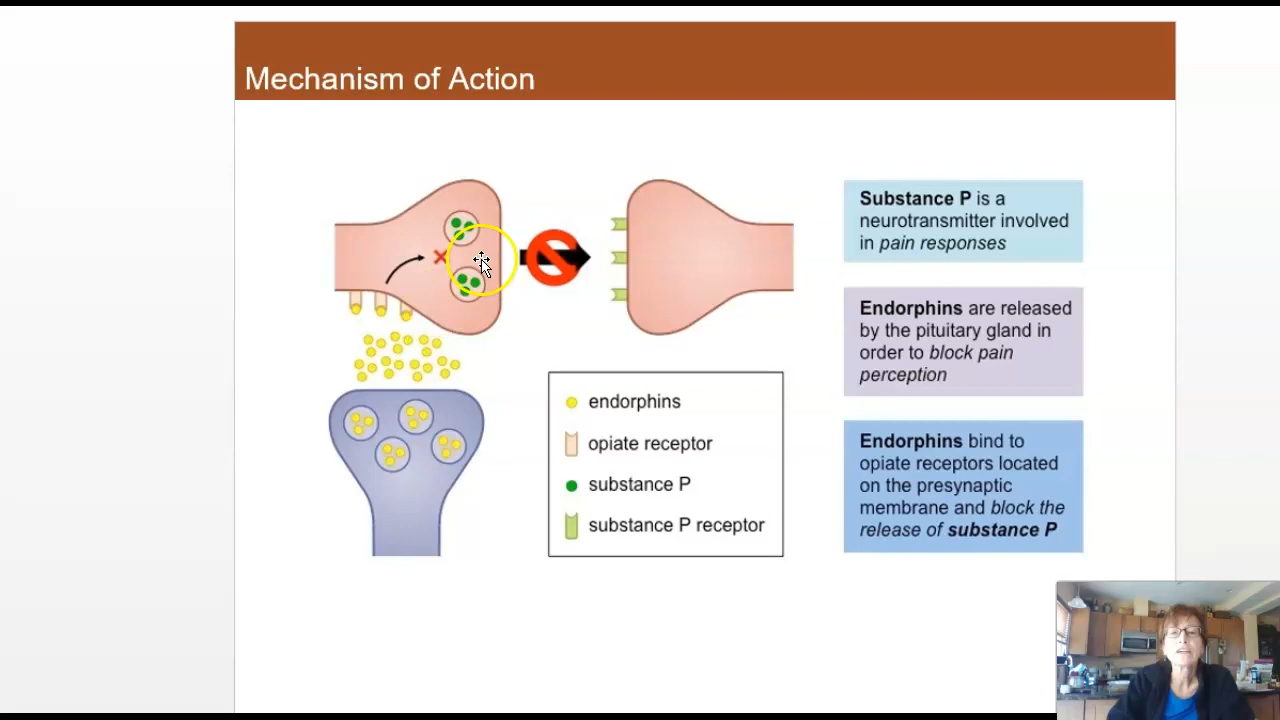 Mechanism of Action
Substance P is a
neurotransmitter involved
in pain responses
Endorphins are released
by the pituitary gland in
order to block pain
perception
Endorphins bind to
opiate receptors located
on the presynaptic
membrane and block the
release of substance P
endorphins
opiate receptor
substance P
substance P receptor